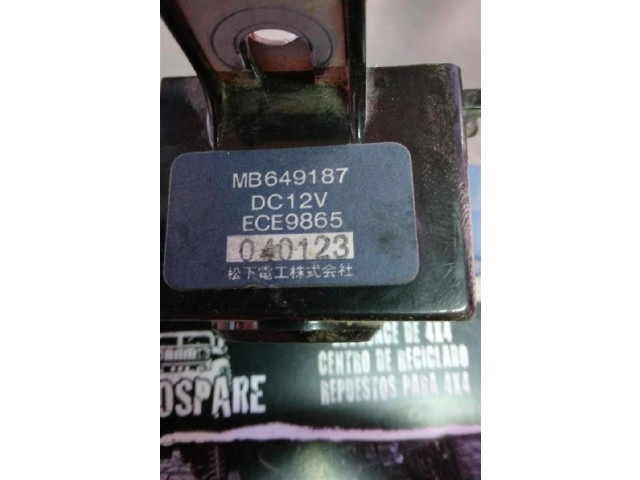 MB649187
DC12V
ECE9865
040123
松下電工株式会社
DE 4X4
CENTRO DE RECICLADO
OSPARE
REPUESTOS PARA 4X4